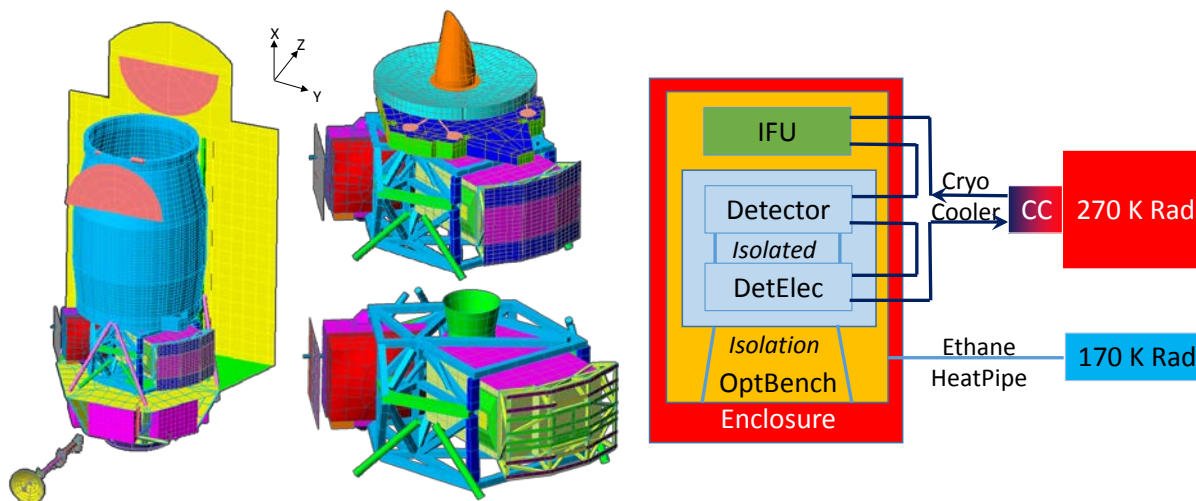 X
Z
Y
IFU
Cryo
Cooler
CC
270 K Rad
Detector
Isolated
DetElec
Isolation
OptBench
Enclosure
Ethane
HeatPipe
170 K Rad